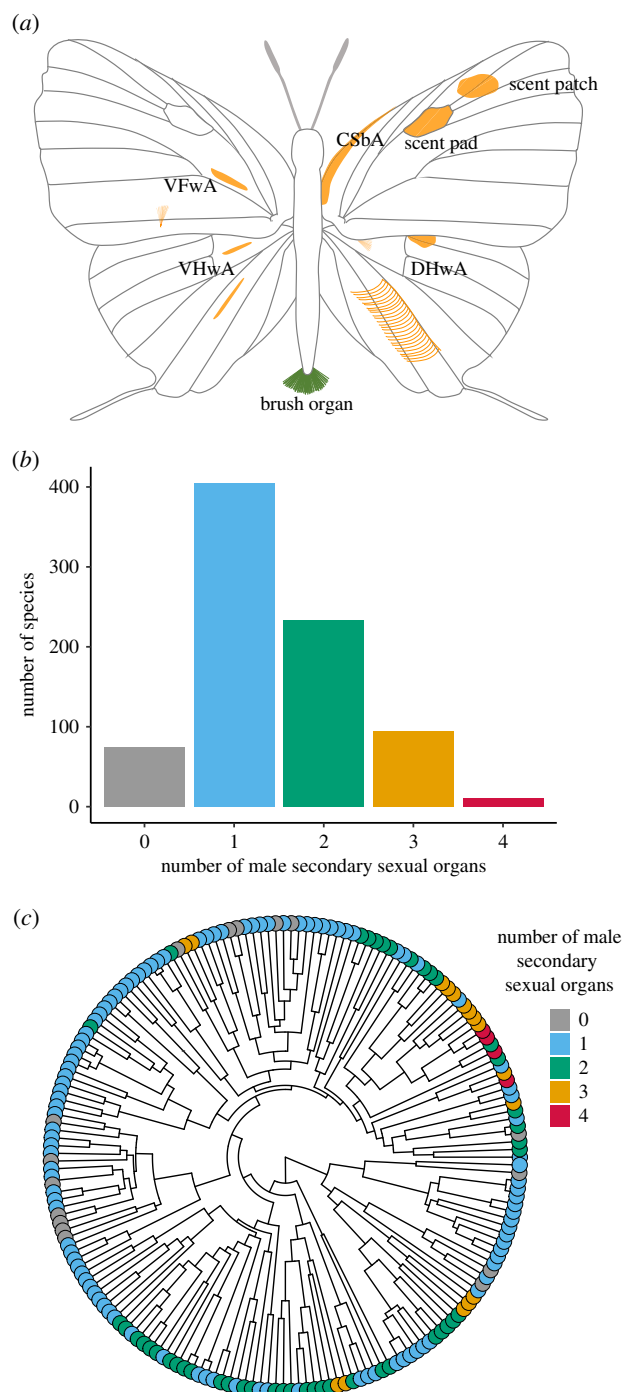 (a)
scent patch
CSbA
scent pad
VFwA
VHwA
DHwA
brush organ
(b)
400
300
200
100
0
number of species
0 1 2 3 4
number of male secondary sexual organs
(c)
number of male
secondary
sexual organs
0
1
2
3
4